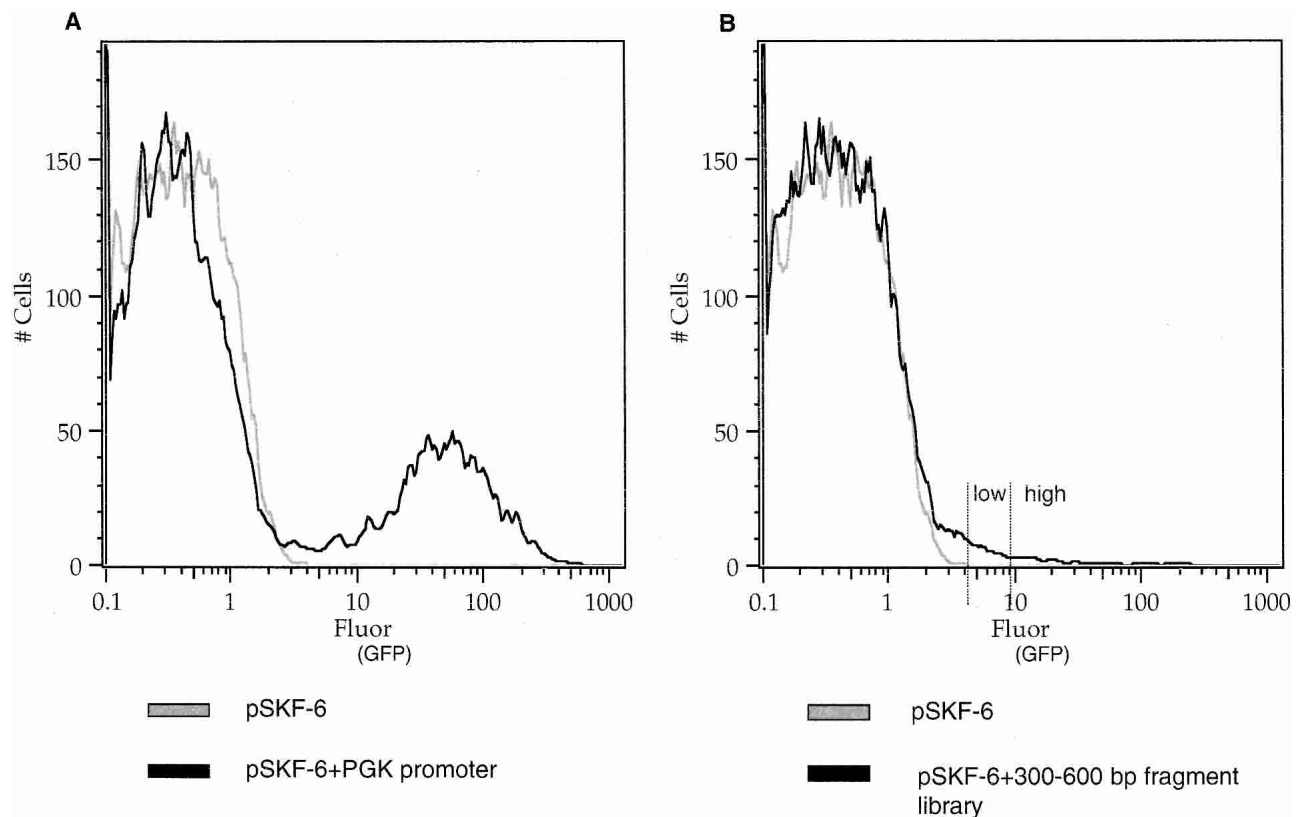 A
150
100
50
0
# Cells
0.1 1 10 100 1000
Fluor
(GFP)
pSKF-6
pSKF-6+PGK promoter
B
150
100
50
0
# Cells
low high
0.1 1 10 100 1000
Fluor
(GFP)
pSKF-6
pSKF-6+300-600 bp fragment
library